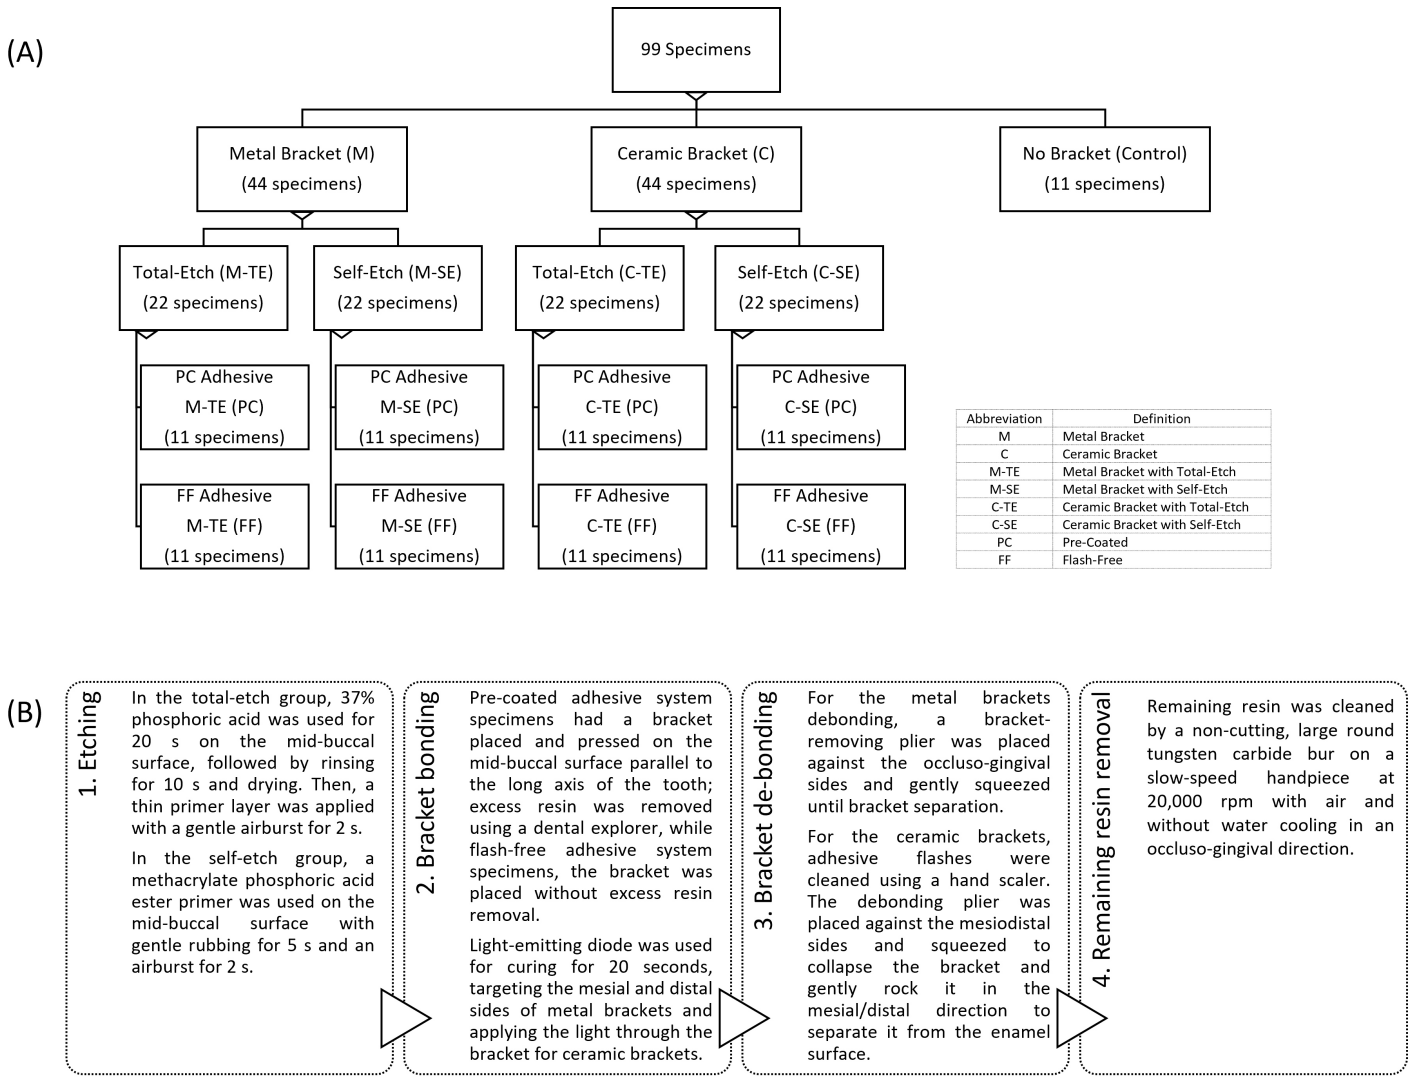 (A)
99 Specimens
Metal Bracket (M)
(44 specimens)
Ceramic Bracket (C)
(44 specimens)
No Bracket (Control)
(11 specimens)
Total-Etch (M-TE)
(22 specimens)
Self-Etch (M-SE)
(22 specimens)
Total-Etch (C-TE)
(22 specimens)
Self-Etch (C-SE)
(22 specimens)
PC Adhesive
M-TE (PC)
(11 specimens)
PC Adhesive
M-SE (PC)
(11 specimens)
PC Adhesive
C-TE (PC)
(11 specimens)
PC Adhesive
C-SE (PC)
(11 specimens)
FF Adhesive
M-TE (FF)
(11 specimens)
FF Adhesive
M-SE (FF)
(11 specimens)
FF Adhesive
C-TE (FF)
(11 specimens)
FF Adhesive
C-SE (FF)
(11 specimens)
Abbreviation Definition
M Metal Bracket
C Ceramic Bracket
M-TE Metal Bracket with Total-Etch
M-SE Metal Bracket with Self-Etch
C-TE Ceramic Bracket with Total-Etch
C-SE Ceramic Bracket with Self-Etch
PC Pre-Coated
FF Flash-Free
(B)
1. Etching
In the total-etch group, 37%
phosphoric acid was used for
20 s on the mid-buccal
surface, followed by rinsing
for 10 s and drying. Then, a
thin primer layer was applied
with a gentle airburst for 2 s.
In the self-etch group, a
methacrylate phosphoric acid
ester primer was used on the
mid-buccal surface with
gentle rubbing for 5 s and an
airburst for 2 s.
2. Bracket bonding
Pre-coated adhesive system
specimens had a bracket
placed and pressed on the
mid-buccal surface parallel to
the long axis of the tooth;
excess resin was removed
using a dental explorer, while
flash-free adhesive system
specimens, the bracket was
placed without excess resin
removal.
Light-emitting diode was used
for curing for 20 seconds,
targeting the mesial and distal
sides of metal brackets and
applying the light through the
bracket for ceramic brackets.
3. Bracket de-bonding
For the metal brackets
debonding, a bracket-
removing plier was placed
against the occluso-gingival
sides and gently squeezed
until bracket separation.
For the ceramic brackets,
adhesive flashes were
cleaned using a hand scaler.
The debonding plier was
placed against the mesiodistal
sides and squeezed to
collapse the bracket and
gently rock it in the
mesial/distal direction to
separate it from the enamel
surface.
4. Remaining resin removal
Remaining resin was cleaned
by a non-cutting, large round
tungsten carbide bur on a
slow-speed handpiece at
20,000 rpm with air and
without water cooling in an
occluso-gingival direction.